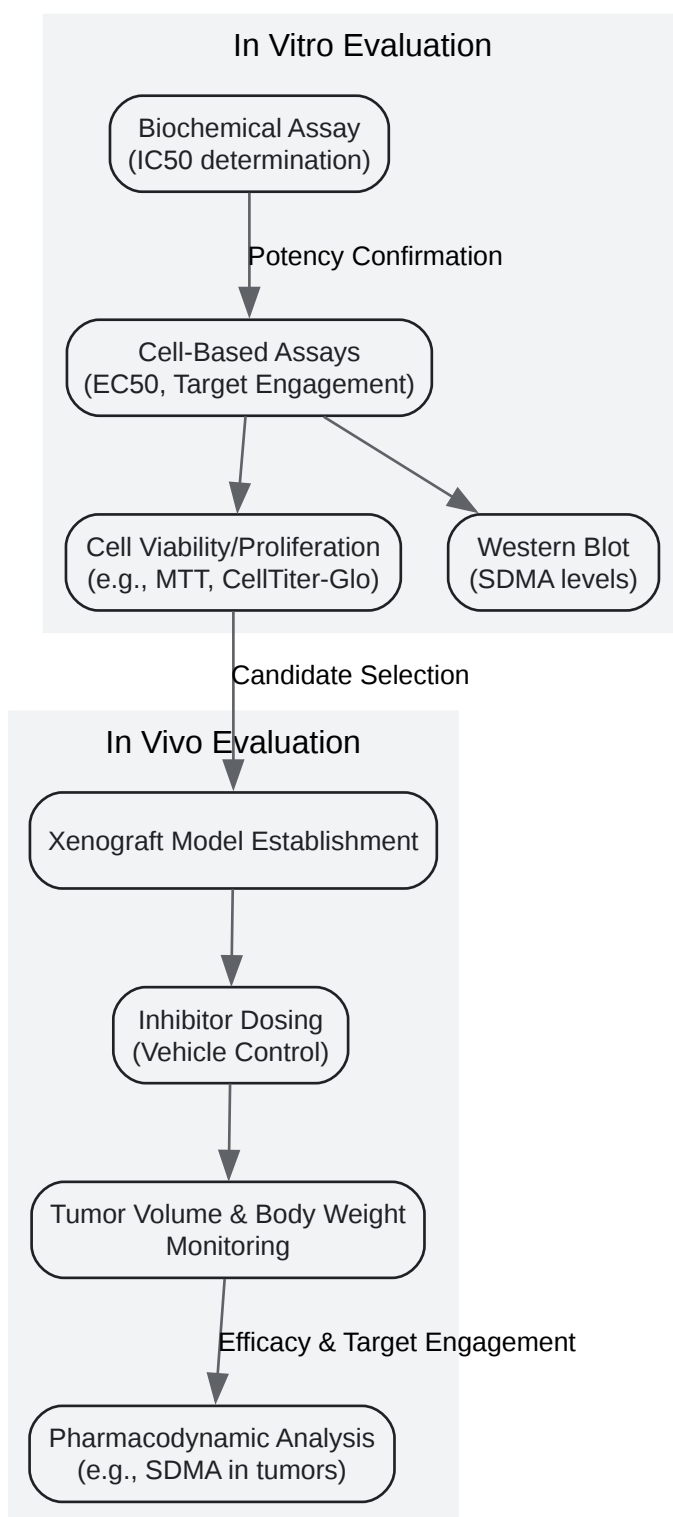 In Vitro Evaluation
Biochemical Assay
(IC50 determination)
Potency Confirmation
Cell-Based Assays
(EC50, Target Engagement)
Cell Viability/Proliferation
(e.g., MTT, CellTiter-Glo)
Western Blot
(SDMA levels)
Candidate Selection
In Vivo Evaluation
Xenograft Model Establishment
Inhibitor Dosing
(Vehicle Control)
Tumor Volume & Body Weight
Monitoring
Efficacy & Target Engagement
Pharmacodynamic Analysis
(e.g., SDMA in tumors)